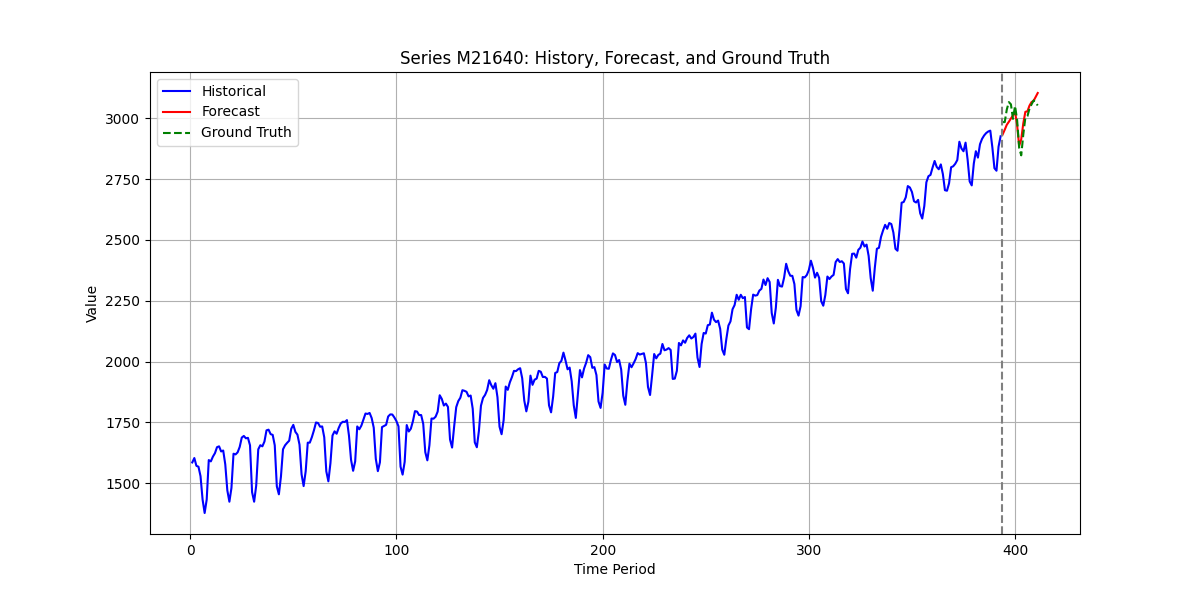 Series M21640: History, Forecast, and Ground Truth
Historical
Forecast
Ground Truth
3000
2750
2500
2250
2000
1750
1500
Value
0
100
200
300
400
Time Period